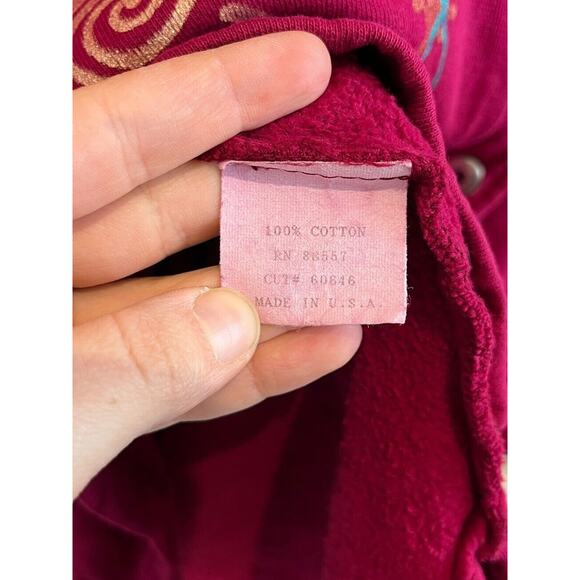 100% COTTON
RN 88557
CUT# 60846
MADE IN U.S.A.